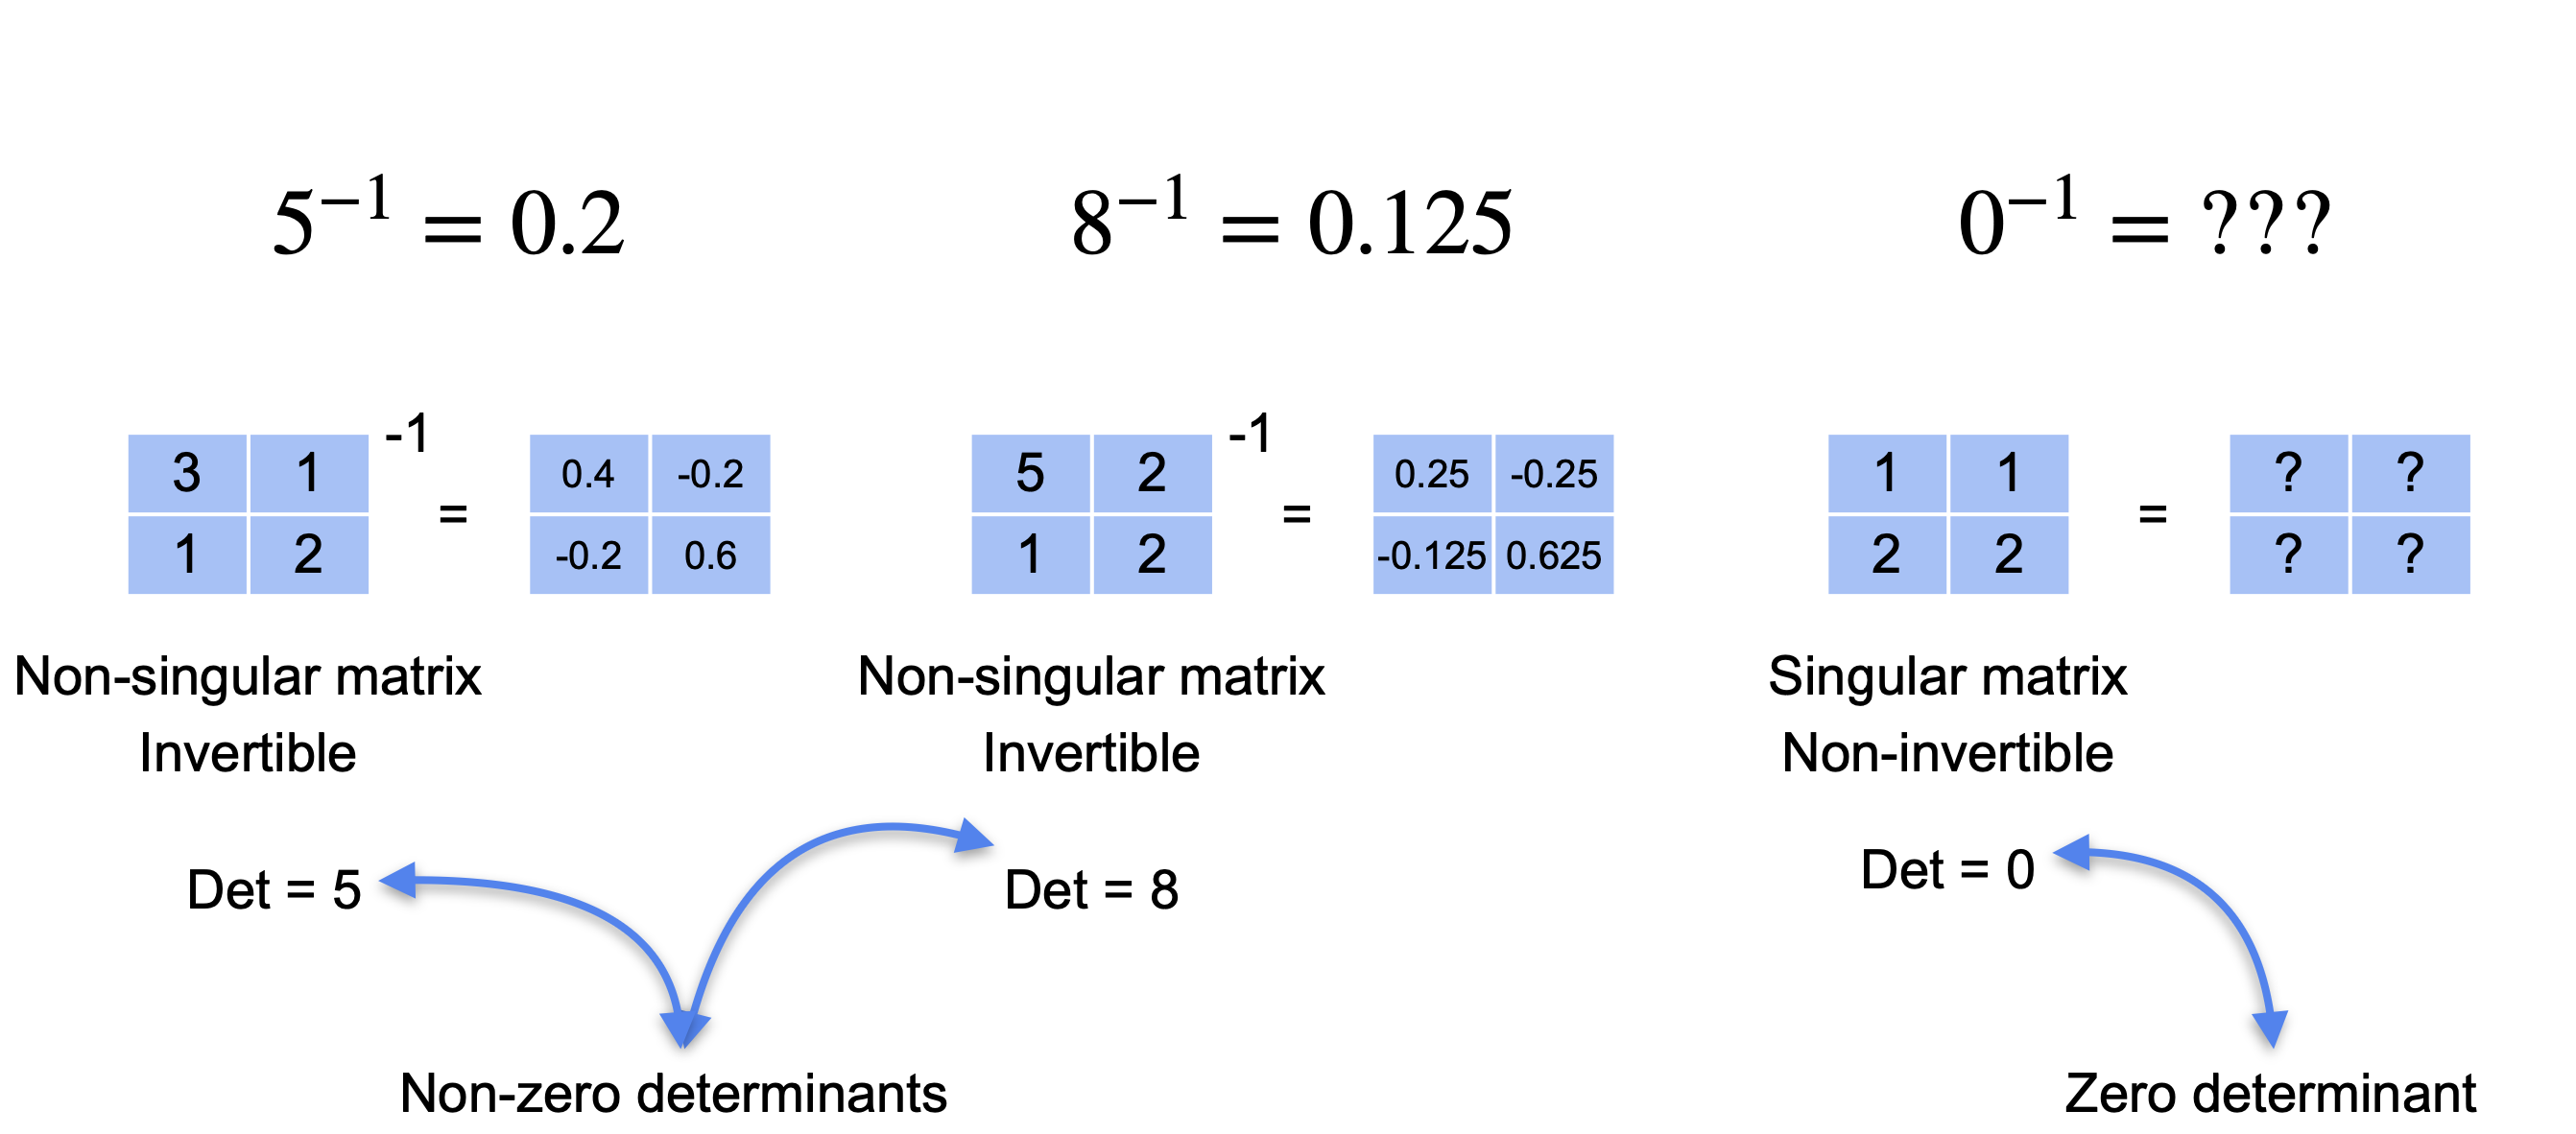 5⁻¹ = 0.2
8⁻¹ = 0.125
0⁻¹ = ???
3 1 -1 = 0.4 -0.2
1 2 -0.2 0.6
5 2 -1 = 0.25 -0.25
1 2 -0.125 0.625
1 1 = ? ?
2 2 ? ?
Non-singular matrix
Invertible
Non-singular matrix
Invertible
Singular matrix
Non-invertible
Det = 5
Det = 8
Det = 0
Non-zero determinants
Zero determinant